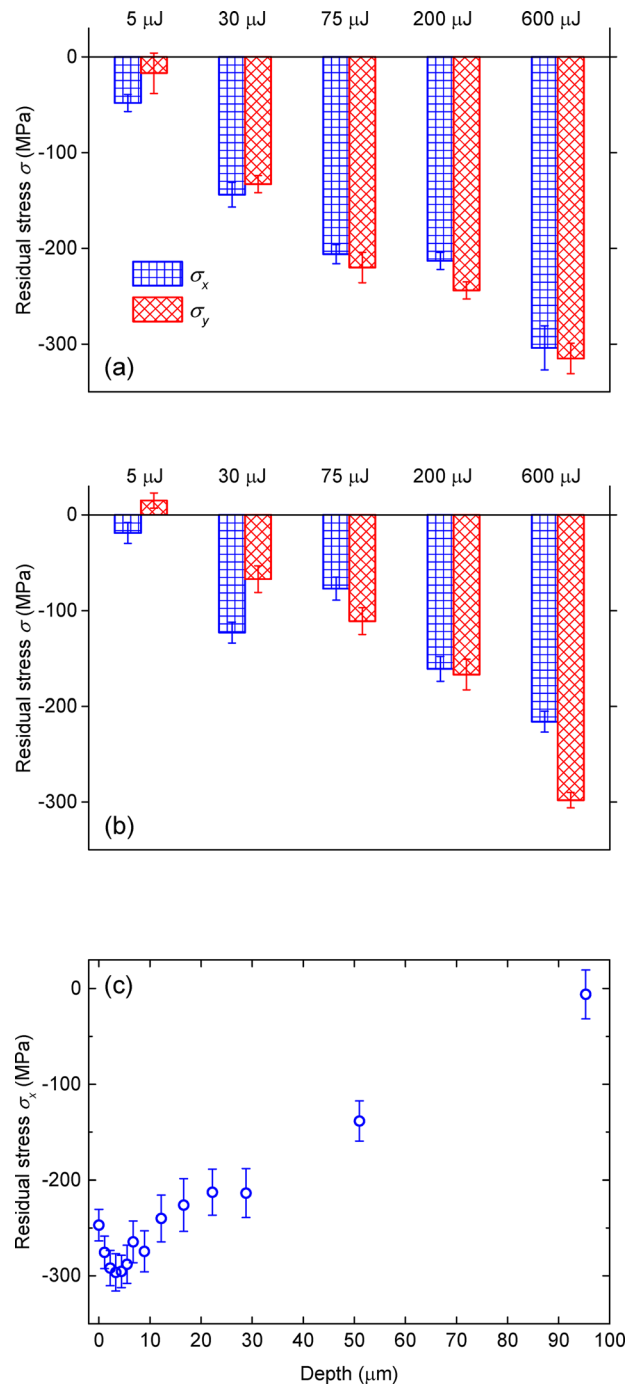 5 μJ 30 μJ 75 μJ 200 μJ 600 μJ
0
-100
-200
-300
Residual stress σ (MPa)
σx
σy
(a)
5 μJ 30 μJ 75 μJ 200 μJ 600 μJ
0
-100
-200
-300
Residual stress σ (MPa)
(b)
(c)
0
-100
-200
-300
Residual stress σx (MPa)
0 10 20 30 40 50 60 70 80 90 100
Depth (μm)